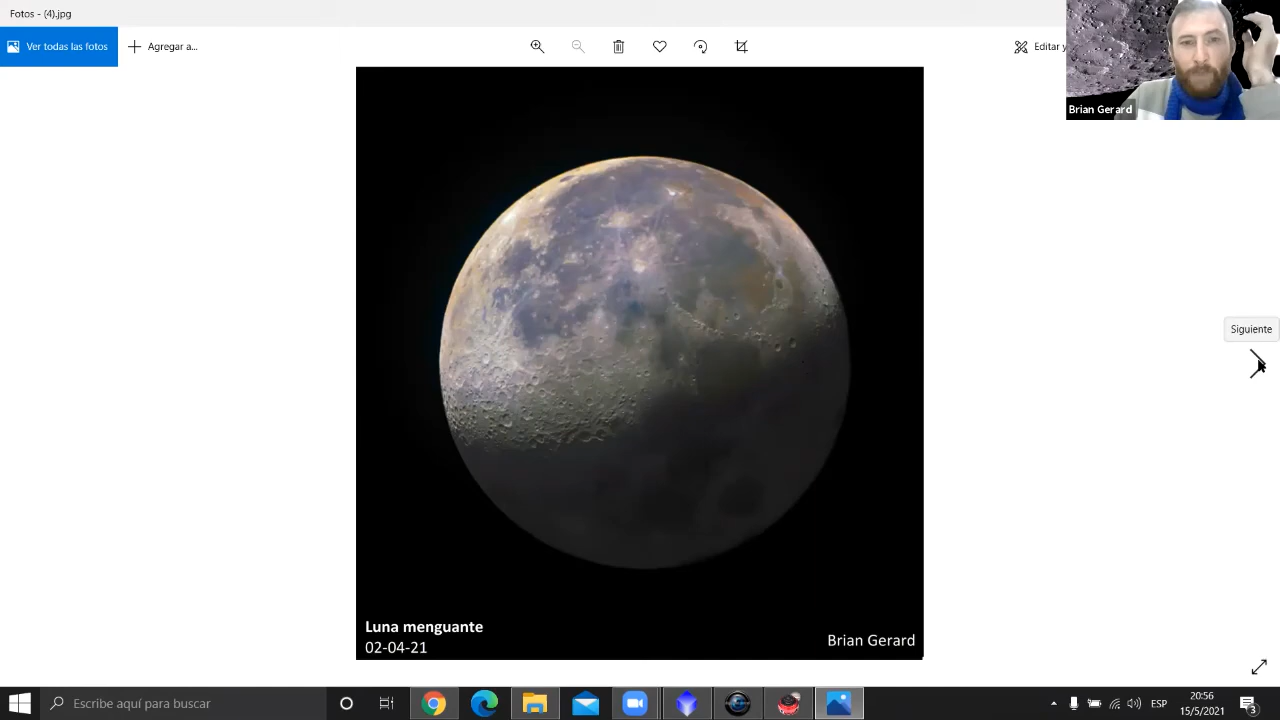 Fotos - (4).jpg
Ver todas las fotos
Agregar a...
Editar y
Brian Gerard
Siguiente
Luna menguante
02-04-21
Brian Gerard
Escribe aquí para buscar
ESP
20:56
15/5/2021
3